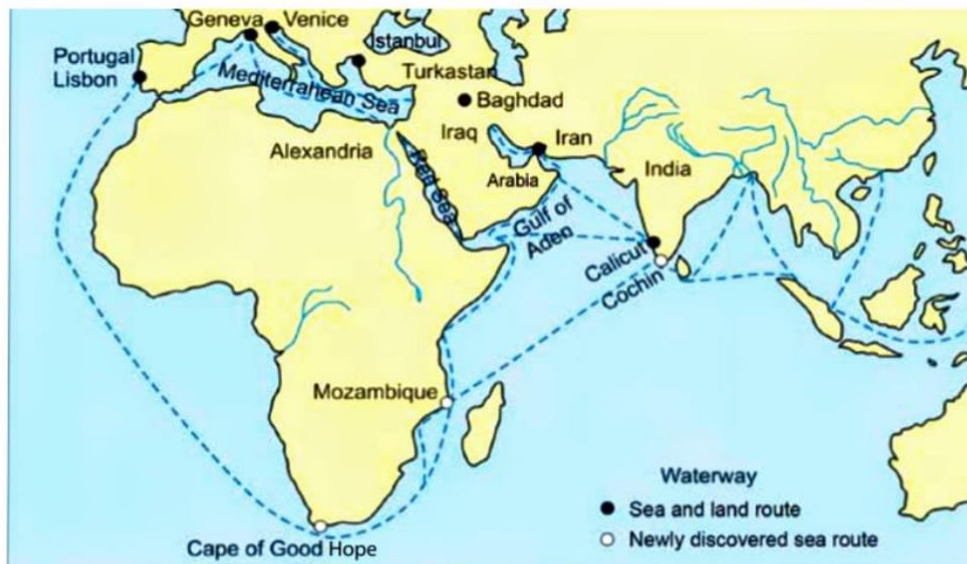 Geneva
Venice
Istanbul
Portugal
Lisbon
Mediterrahean Sea
Turkastan
Baghdad
Iraq
Iran
Alexandria
Red Sea
Arabia
India
Gulf of
Aden
Calicut
Cochin
Mozambique
Waterway
Sea and land route
Newly discovered sea route
Cape of Good Hope